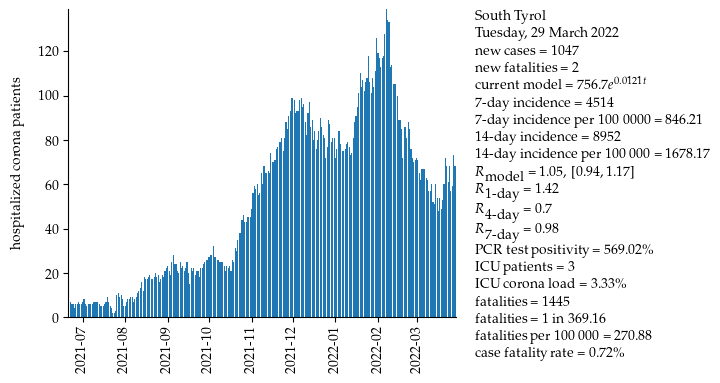 hospitalized corona patients
120
100
80
60
40
20
0
2021-07
2021-08
2021-09
2021-10
2021-11
2021-12
2022-01
2022-02
2022-03
South Tyrol
Tuesday, 29 March 2022
new cases = 1047
new fatalities = 2
current model = 756.7e^0.0121t
7-day incidence = 4514
7-day incidence per 100 0000 = 846.21
14-day incidence = 8952
14-day incidence per 100 000 = 1678.17
R_model = 1.05, [0.94, 1.17]
R_1-day = 1.42
R_4-day = 0.7
R_7-day = 0.98
PCR test positivity = 569.02%
ICU patients = 3
ICU corona load = 3.33%
fatalities = 1445
fatalities = 1 in 369.16
fatalities per 100 000 = 270.88
case fatality rate = 0.72%